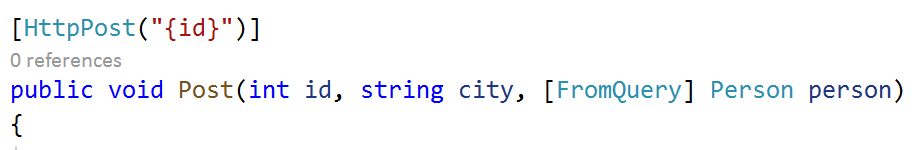 [HttpPost("{id}")]
0 references
public void Post(int id, string city, [FromQuery] Person person)
{